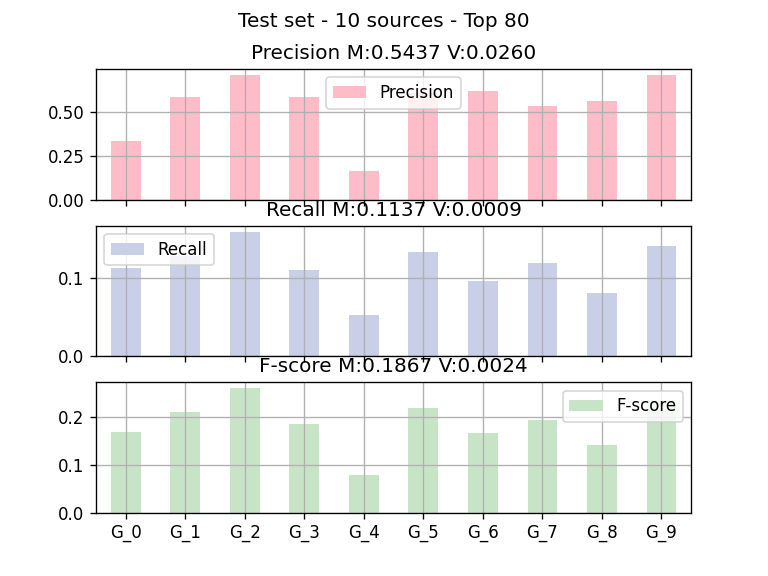 Test set - 10 sources - Top 80
Precision M:0.5437 V:0.0260
Precision
0.50
0.25
0.00
Recall M:0.1137 V:0.0009
Recall
0.1
0.0
F-score M:0.1867 V:0.0024
F-score
0.2
0.1
0.0
G_0 G_1 G_2 G_3 G_4 G_5 G_6 G_7 G_8 G_9